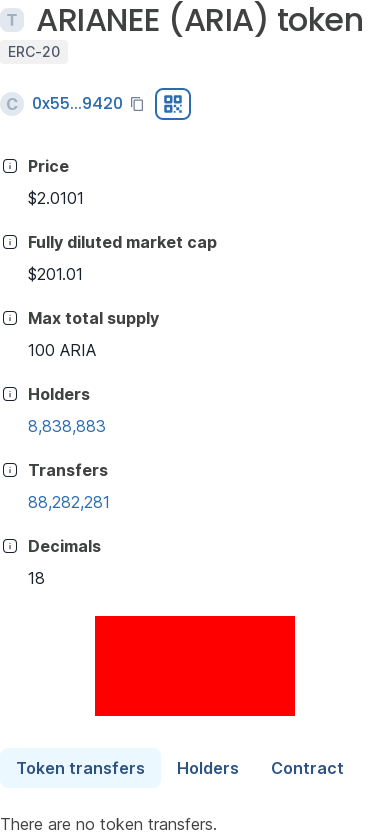 T ARIANEE (ARIA) token
ERC-20
C 0x55...9420
Price
$2.0101
Fully diluted market cap
$201.01
Max total supply
100 ARIA
Holders
8,838,883
Transfers
88,282,281
Decimals
18
Token transfers Holders Contract
There are no token transfers.